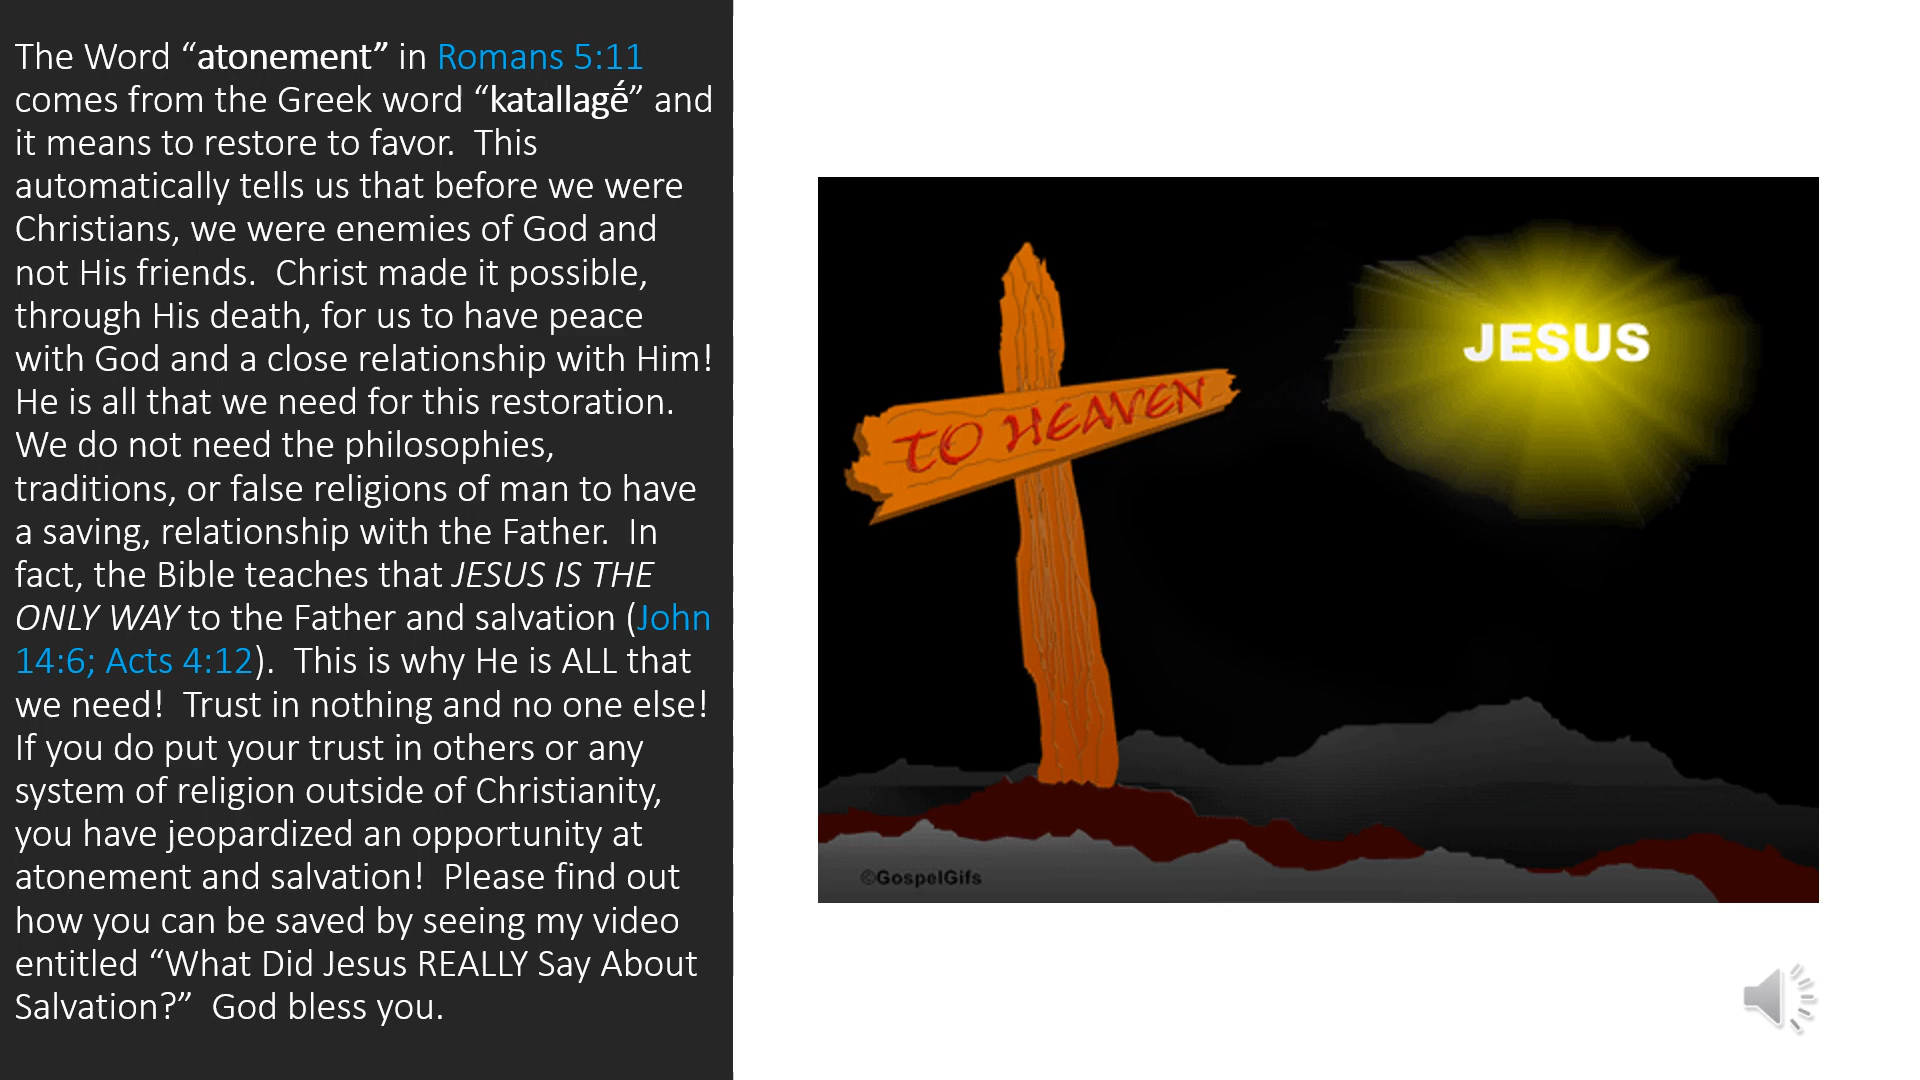 The Word “atonement” in Romans 5:11
comes from the Greek word “katallagḗ” and
it means to restore to favor.  This
automatically tells us that before we were
Christians, we were enemies of God and
not His friends.  Christ made it possible,
through His death, for us to have peace
with God and a close relationship with Him!
He is all that we need for this restoration.
We do not need the philosophies,
traditions, or false religions of man to have
a saving, relationship with the Father.  In
fact, the Bible teaches that JESUS IS THE
ONLY WAY to the Father and salvation (John
14:6; Acts 4:12).  This is why He is ALL that
we need!  Trust in nothing and no one else!
If you do put your trust in others or any
system of religion outside of Christianity,
you have jeopardized an opportunity at
atonement and salvation!  Please find out
how you can be saved by seeing my video
entitled “What Did Jesus REALLY Say About
Salvation?”  God bless you.
JESUS
TO HEAVEN
©GospelGifs